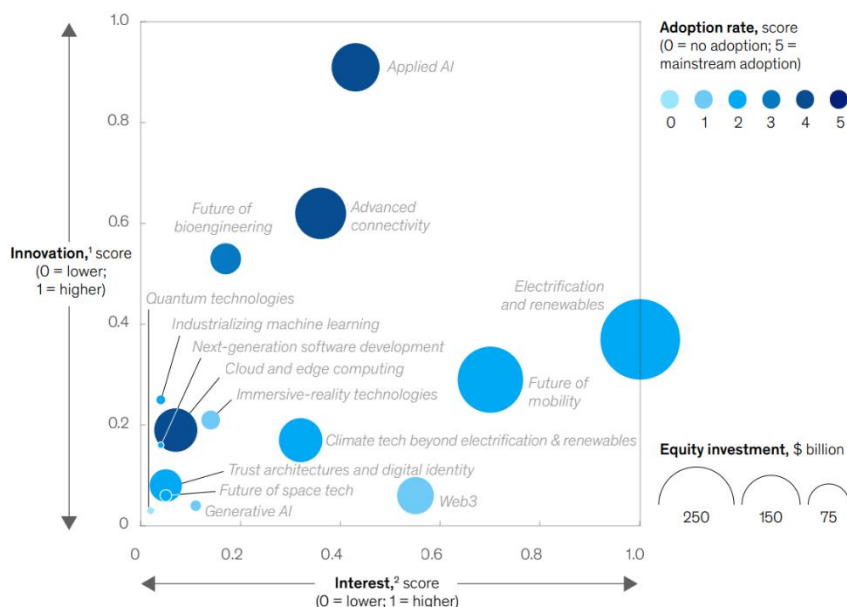 1.0
0.8
0.6
0.4
0.2
0
Innovation,¹ score
(0 = lower;
1 = higher)
Applied AI
Advanced
connectivity
Future of
bioengineering
Electrification
and renewables
Quantum technologies
Industrializing machine learning
Next-generation software development
Cloud and edge computing
Immersive-reality technologies
Future of
mobility
Climate tech beyond electrification & renewables
Trust architectures and digital identity
Future of space tech
Generative AI
Web3
0 0.2 0.4 0.6 0.8 1.0
Interest,² score
(0 = lower; 1 = higher)
Adoption rate, score
(0 = no adoption; 5 =
mainstream adoption)
0 1 2 3 4 5
Equity investment, $ billion
250 150 75